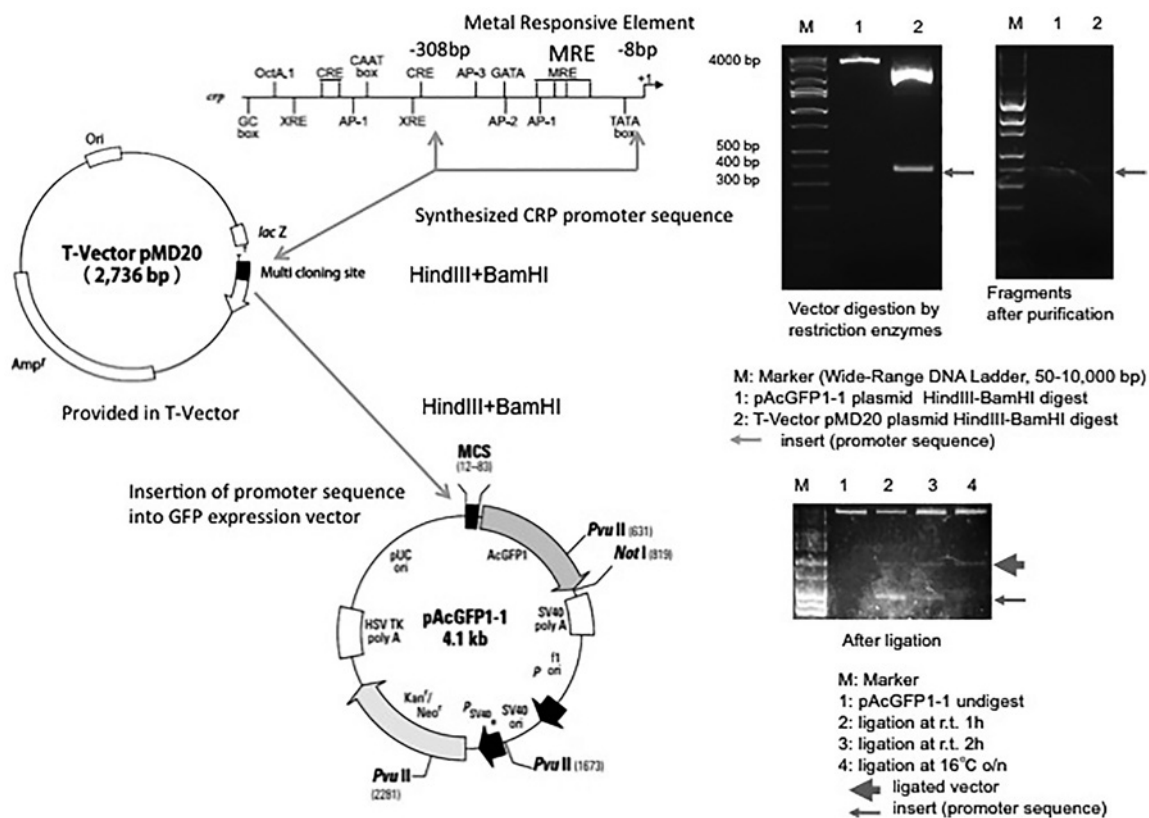 Metal Responsive Element
-308bp
MRE
-8bp
OctA.1
CRE
CAAT
box
CRE
AP-3
GATA
MRE
+1
crp
GC
box
XRE
AP-1
XRE
AP-2
AP-1
TATA
box
Synthesized CRP promoter sequence
Ori
lac Z
T-Vector pMD20
( 2,736 bp )
Multi cloning site
Ampr
HindIII+BamHI
Provided in T-Vector
HindIII+BamHI
Insertion of promoter sequence
into GFP expression vector
MCS
(12–83)
Pvu II (631)
Not I (819)
AcGFP1
pUC
ori
HSV TK
poly A
pAcGFP1-1
4.1 kb
SV40
poly A
f1
ori
P
Kanr/
Neor
PSV40
SV40
ori
Pvu II (1673)
Pvu II
(2281)
M 1 2
4000 bp
500 bp
400 bp
300 bp
Vector digestion by
restriction enzymes
M 1 2
Fragments
after purification
M: Marker (Wide-Range DNA Ladder, 50-10,000 bp)
1: pAcGFP1-1 plasmid HindIII-BamHI digest
2: T-Vector pMD20 plasmid HindIII-BamHI digest
insert (promoter sequence)
M 1 2 3 4
After ligation
M: Marker
1: pAcGFP1-1 undigest
2: ligation at r.t. 1h
3: ligation at r.t. 2h
4: ligation at 16°C o/n
ligated vector
insert (promoter sequence)